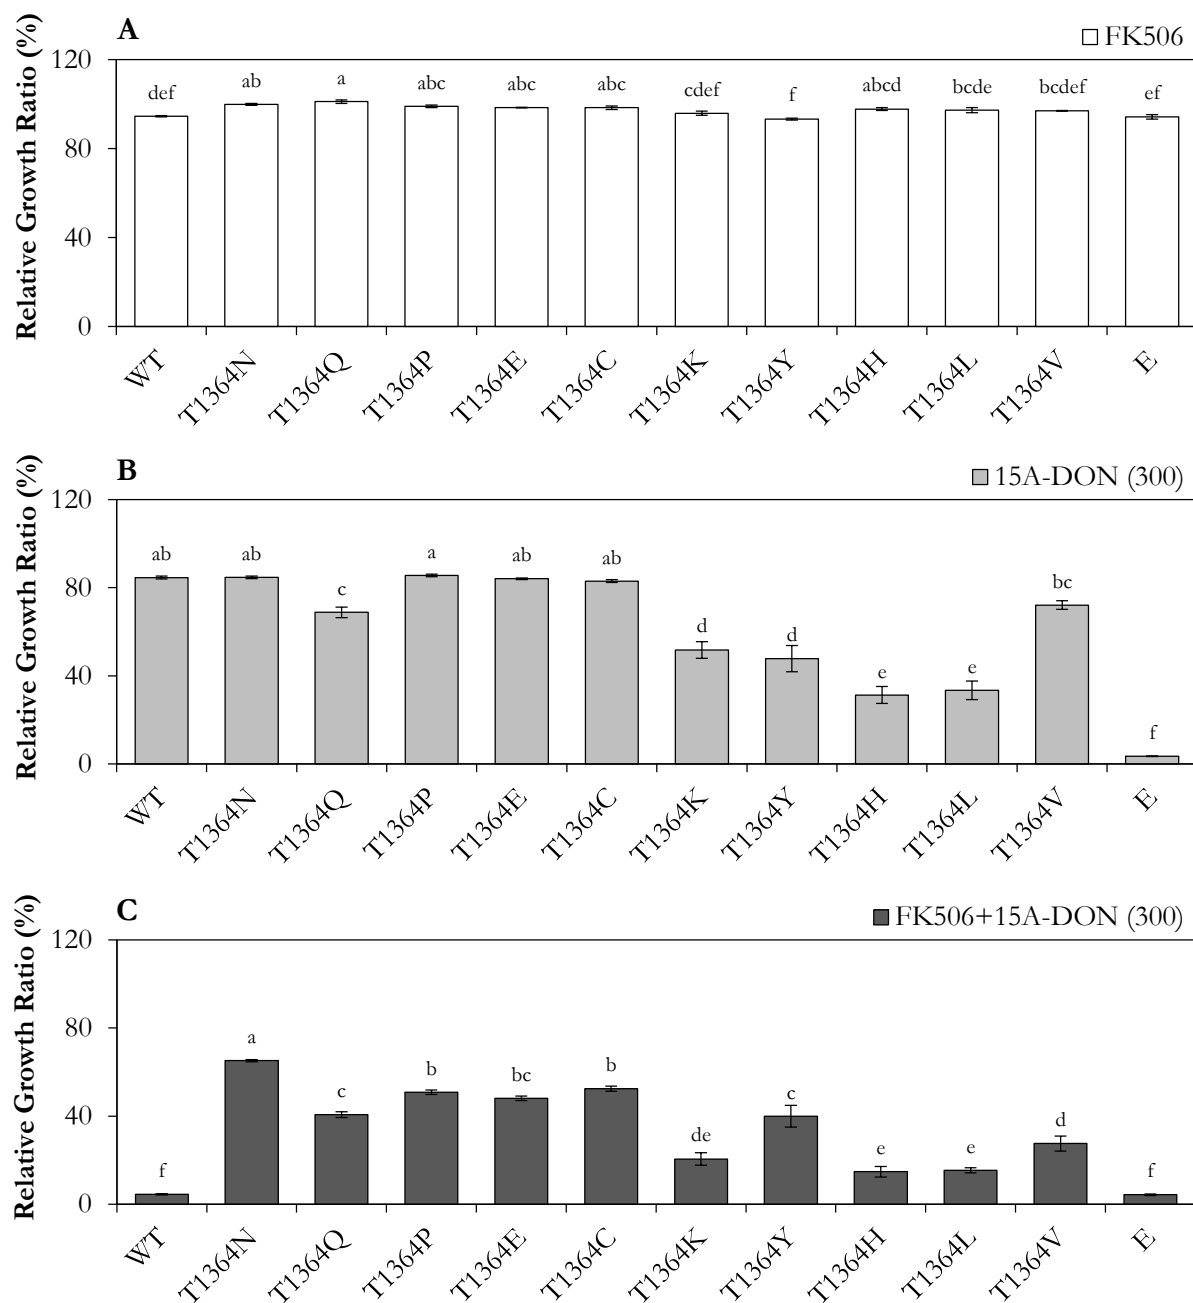 A
FK506
Relative Growth Ratio (%)
120
80
40
0
def ab a abc abc abc cdef f abcd bcde bcdef ef
WT T1364N T1364Q T1364P T1364E T1364C T1364K T1364Y T1364H T1364L T1364V E
B
15A-DON (300)
Relative Growth Ratio (%)
120
80
40
0
ab ab c a ab ab d d e e bc f
WT T1364N T1364Q T1364P T1364E T1364C T1364K T1364Y T1364H T1364L T1364V E
C
FK506+15A-DON (300)
Relative Growth Ratio (%)
120
80
40
0
f a c b bc b de c e e d f
WT T1364N T1364Q T1364P T1364E T1364C T1364K T1364Y T1364H T1364L T1364V E